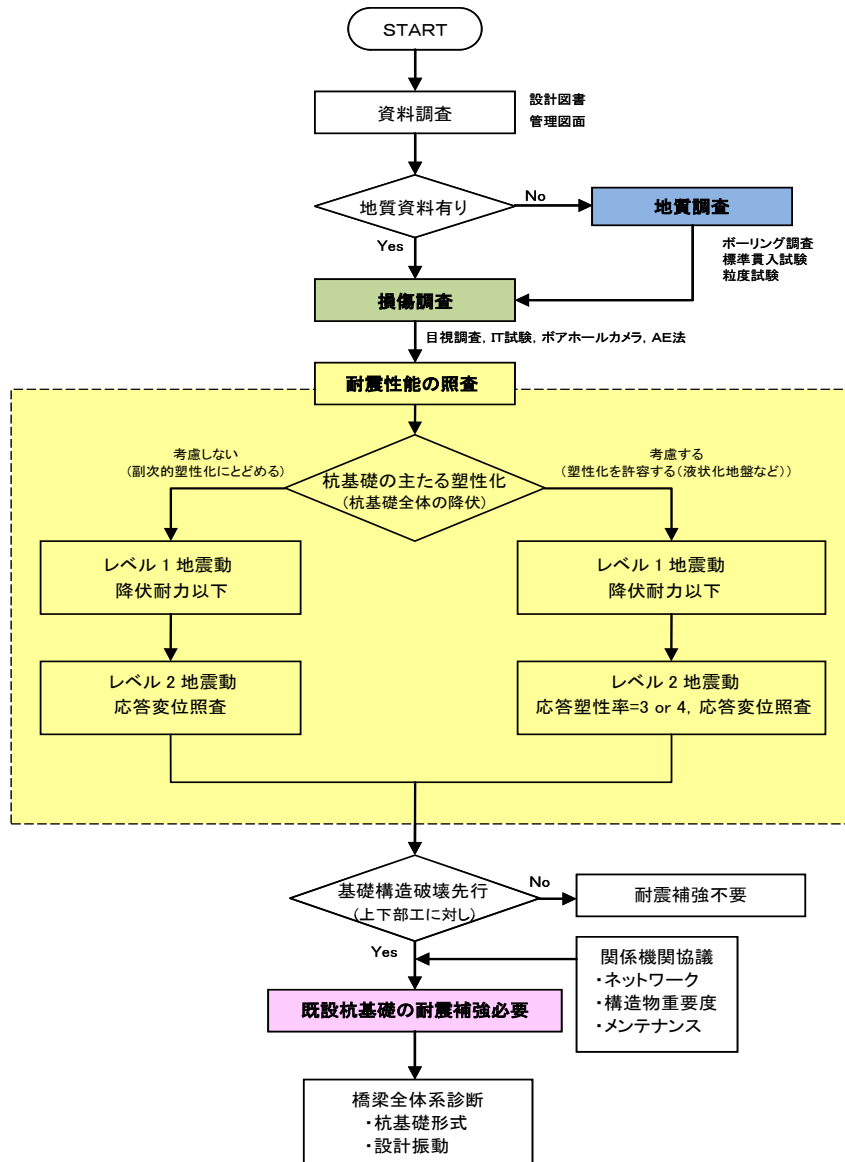 START
資料調査
設計図書
管理図面
地質資料有り
No
地質調査
Yes
ボーリング調査
標準貫入試験
粒度試験
損傷調査
目視調査, IT試験, ボアホールカメラ, AE法
耐震性能の照査
考慮しない
(副次的塑性化にとどめる)
考慮する
(塑性化を許容する(液状化地盤など))
杭基礎の主たる塑性化
(杭基礎全体の降伏)
レベル 1 地震動
降伏耐力以下
レベル 1 地震動
降伏耐力以下
レベル 2 地震動
応答変位照査
レベル 2 地震動
応答塑性率=3 or 4, 応答変位照査
基礎構造破壊先行
(上下部工に対し)
No
耐震補強不要
Yes
関係機関協議
・ネットワーク
・構造物重要度
・メンテナンス
既設杭基礎の耐震補強必要
橋梁全体系診断
・杭基礎形式
・設計振動